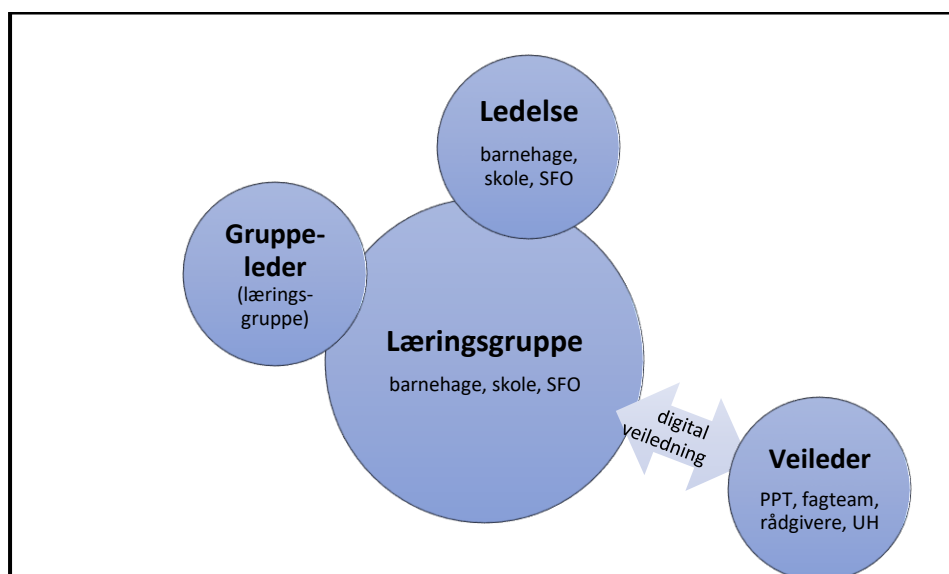 Ledelse
barnehage,
skole, SFO
Gruppe-
leder
(lærings-
gruppe)
Læringsgruppe
barnehage, skole, SFO
digital
veiledning
Veileder
PPT, fagteam,
rådgivere, UH